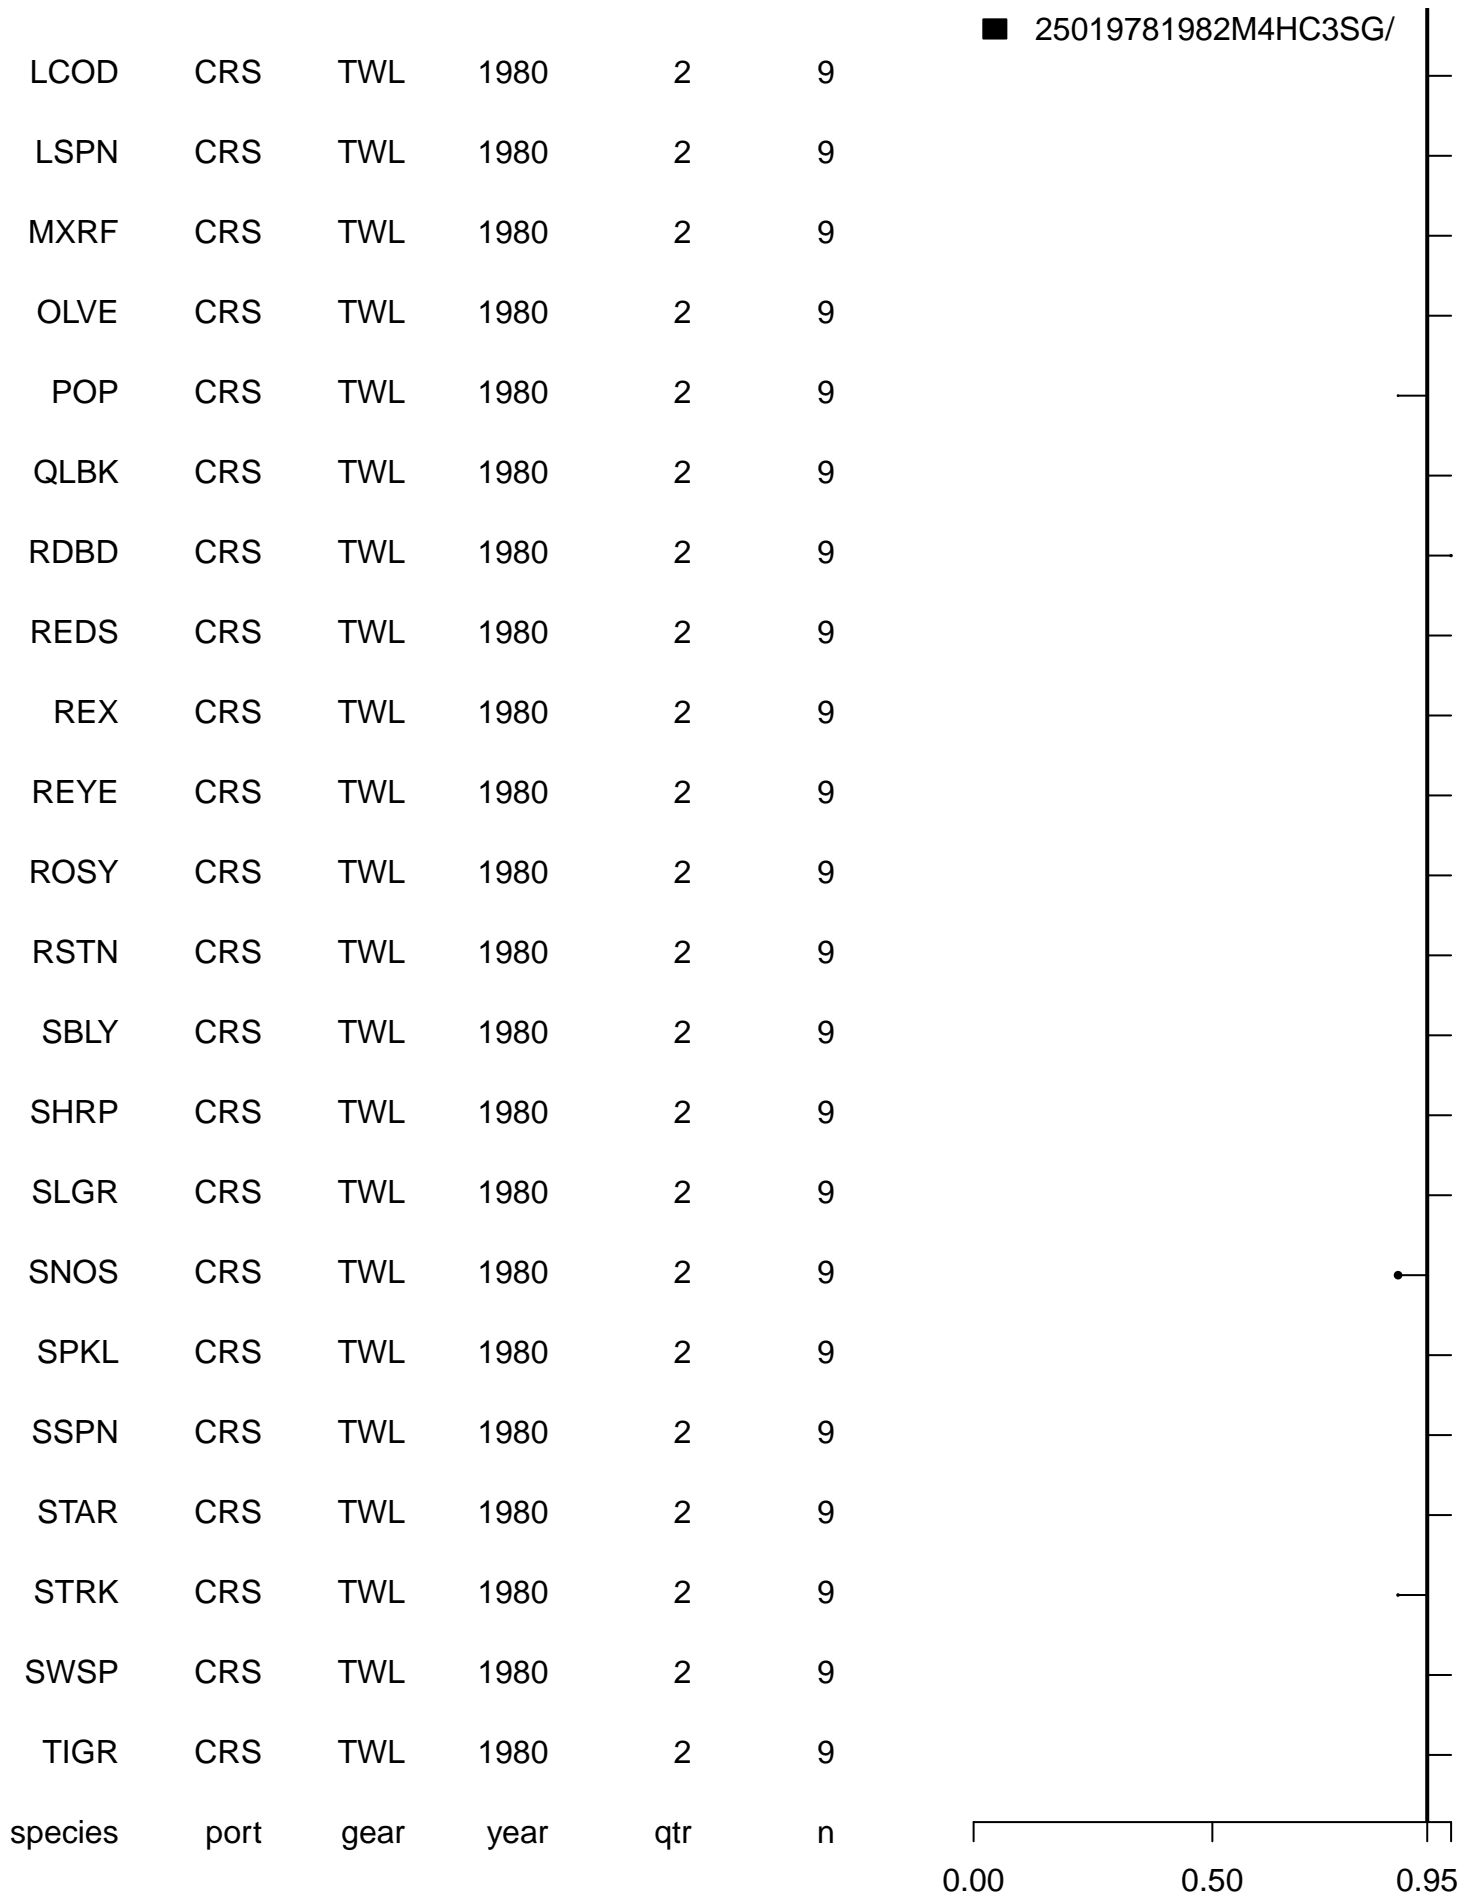 25019781982M4HC3SG/
LCOD CRS TWL 1980 2 9
LSPN CRS TWL 1980 2 9
MXRF CRS TWL 1980 2 9
OLVE CRS TWL 1980 2 9
POP CRS TWL 1980 2 9
QLBK CRS TWL 1980 2 9
RDBD CRS TWL 1980 2 9
REDS CRS TWL 1980 2 9
REX CRS TWL 1980 2 9
REYE CRS TWL 1980 2 9
ROSY CRS TWL 1980 2 9
RSTN CRS TWL 1980 2 9
SBLY CRS TWL 1980 2 9
SHRP CRS TWL 1980 2 9
SLGR CRS TWL 1980 2 9
SNOS CRS TWL 1980 2 9
SPKL CRS TWL 1980 2 9
SSPN CRS TWL 1980 2 9
STAR CRS TWL 1980 2 9
STRK CRS TWL 1980 2 9
SWSP CRS TWL 1980 2 9
TIGR CRS TWL 1980 2 9
species port gear year qtr n
0.00 0.50 0.95